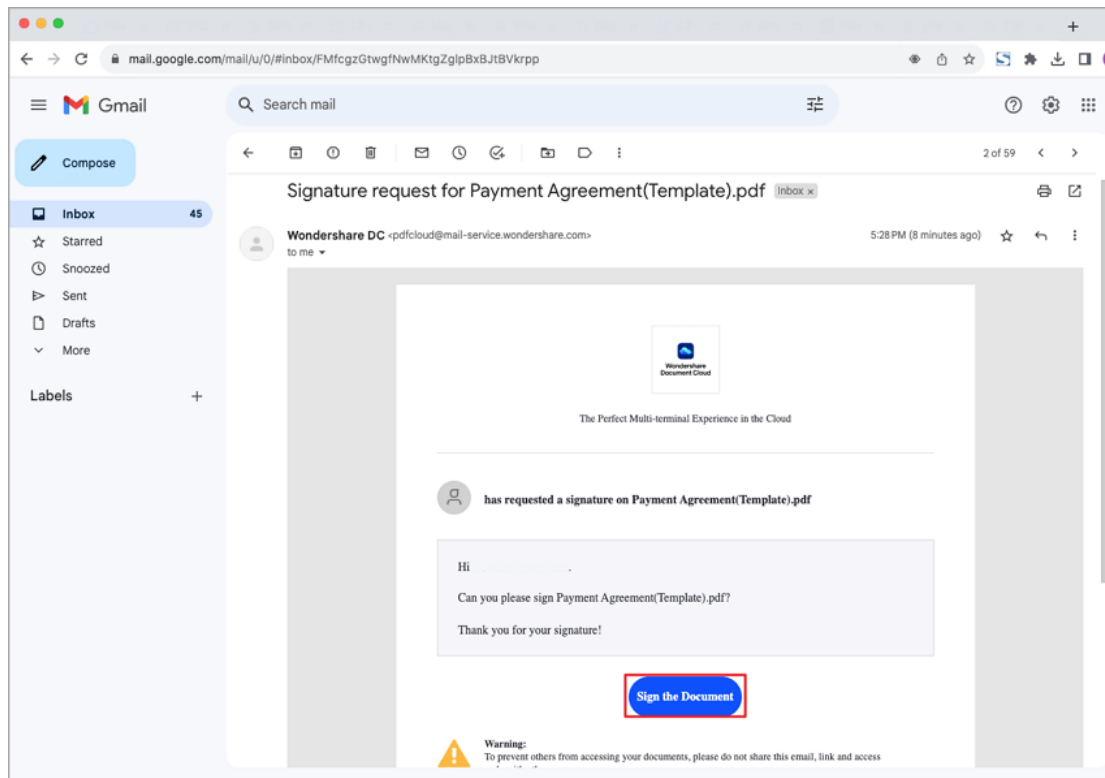 mail.google.com/mail/u/0/#inbox/FMfcgzGtwgfNwMKtgZglpBxBJtBVkrpp
Gmail
Search mail
Compose
2 of 59
Signature request for Payment Agreement(Template).pdf Inbox ×
Inbox 45
Wondershare DC <pdfcloud@mail-service.wondershare.com> 5:28 PM (8 minutes ago)
Starred
to me
Snoozed
Sent
Drafts
More
Labels
Wondershare
Document Cloud
The Perfect Multi-terminal Experience in the Cloud
has requested a signature on Payment Agreement(Template).pdf
Hi .
Can you please sign Payment Agreement(Template).pdf?
Thank you for your signature!
Sign the Document
Warning:
To prevent others from accessing your documents, please do not share this email, link and access